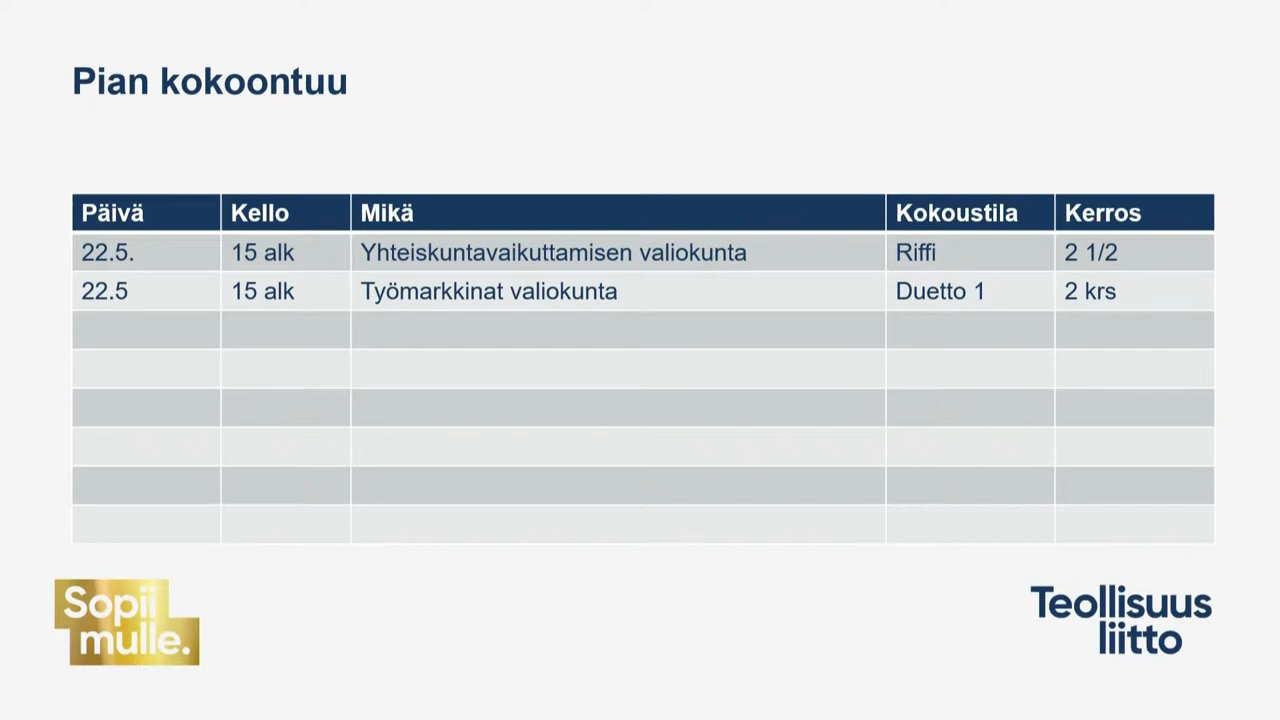 Pian kokoontuu
Päivä Kello Mikä Kokoustila Kerros
22.5. 15 alk Yhteiskuntavaikuttamisen valiokunta Riffi 2 1/2
22.5 15 alk Työmarkkinat valiokunta Duetto 1 2 krs
Sopii
mulle.
Teollisuus
liitto